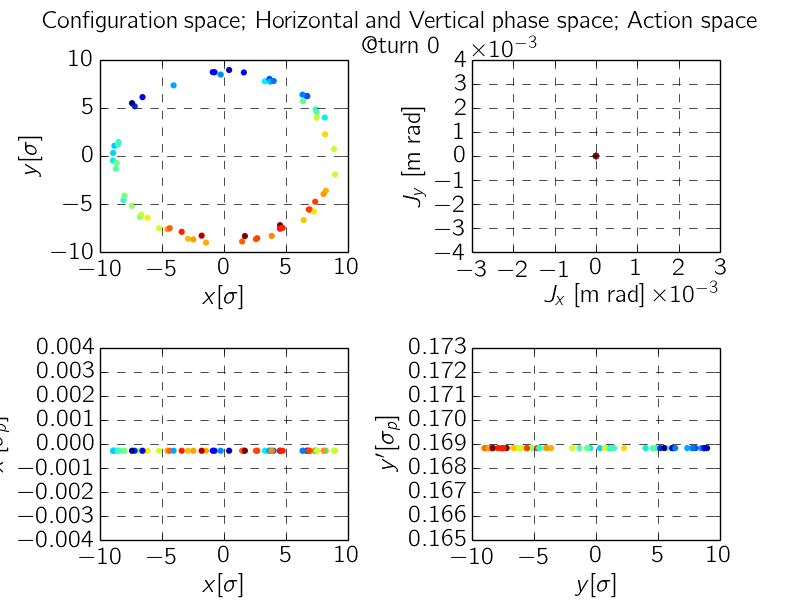 Configuration space; Horizontal and Vertical phase space; Action space
@turn 0
10
5
0
−5
−10
y[σ]
−10 −5 0 5 10
x[σ]
×10⁻³
4
3
2
1
0
−1
−2
−3
−4
J_y [m rad]
−3 −2 −1 0 1 2 3
J_x [m rad] ×10⁻³
0.004
0.003
0.002
0.001
0.000
−0.001
−0.002
−0.003
−0.004
−10 −5 0 5 10
x[σ]
0.173
0.172
0.171
0.170
0.169
0.168
0.167
0.166
0.165
y′[σ_p]
−10 −5 0 5 10
y[σ]